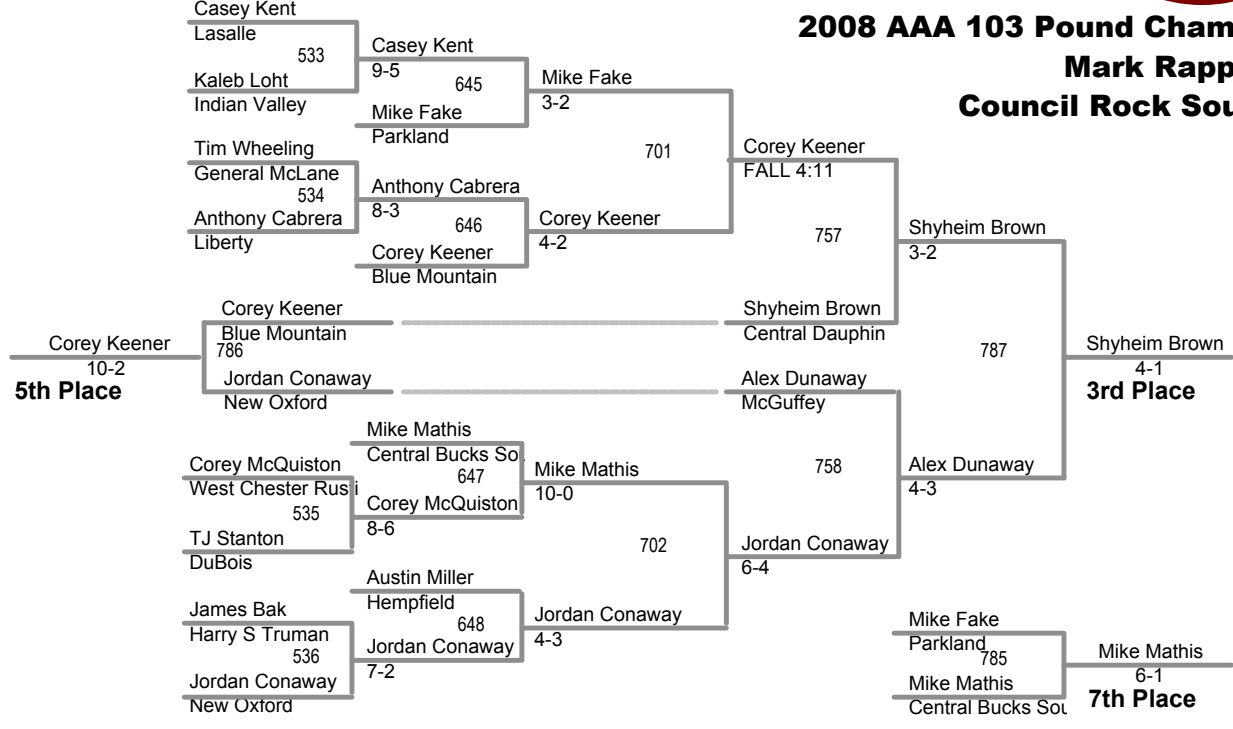 2008 AAA 103 Pound Cham
Mark Rapp
Council Rock Sou
Casey Kent
Lasalle
533
Kaleb Loht
Indian Valley
Casey Kent
9-5
645
Mike Fake
Parkland
Mike Fake
3-2
Tim Wheeling
General McLane
534
Anthony Cabrera
Liberty
Anthony Cabrera
8-3
646
Corey Keener
Blue Mountain
Corey Keener
4-2
701
Corey Keener
FALL 4:11
757
Shyheim Brown
Central Dauphin
Shyheim Brown
3-2
Corey Keener
Blue Mountain
786
Jordan Conaway
New Oxford
Corey Keener
10-2
5th Place
787
Shyheim Brown
4-1
3rd Place
Alex Dunaway
McGuffey
758
Alex Dunaway
4-3
Mike Mathis
Central Bucks So
647
Corey McQuiston
West Chester Rusti
535
TJ Stanton
DuBois
Corey McQuiston
8-6
Mike Mathis
10-0
702
Jordan Conaway
6-4
Austin Miller
Hempfield
648
James Bak
Harry S Truman
536
Jordan Conaway
New Oxford
Jordan Conaway
7-2
Jordan Conaway
4-3
Mike Fake
Parkland
785
Mike Mathis
Central Bucks Sou
Mike Mathis
6-1
7th Place